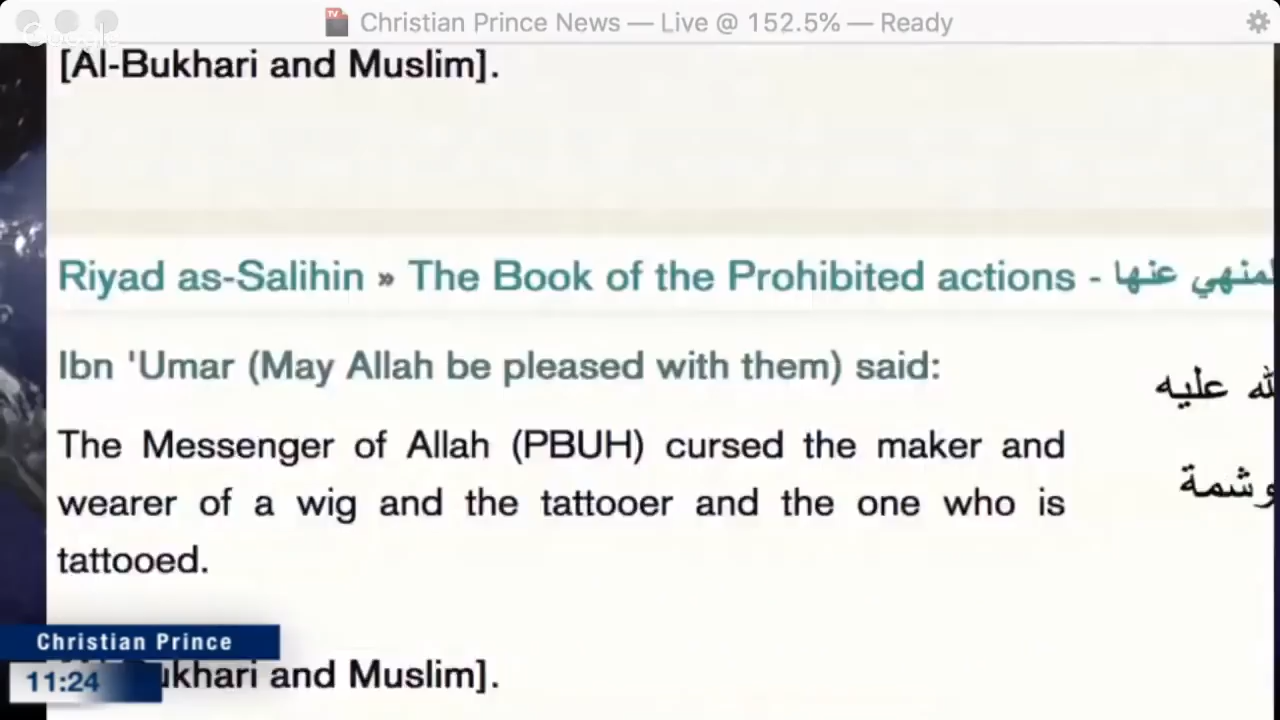 Christian Prince News — Live @ 152.5% — Ready
Google
[Al-Bukhari and Muslim].
Riyad as-Salihin » The Book of the Prohibited actions - لمنهي عنها
Ibn 'Umar (May Allah be pleased with them) said:
الله عليه
The Messenger of Allah (PBUH) cursed the maker and
wearer of a wig and the tattooer and the one who is
وشمة
tattooed.
Christian Prince
ukhari and Muslim].
11:24